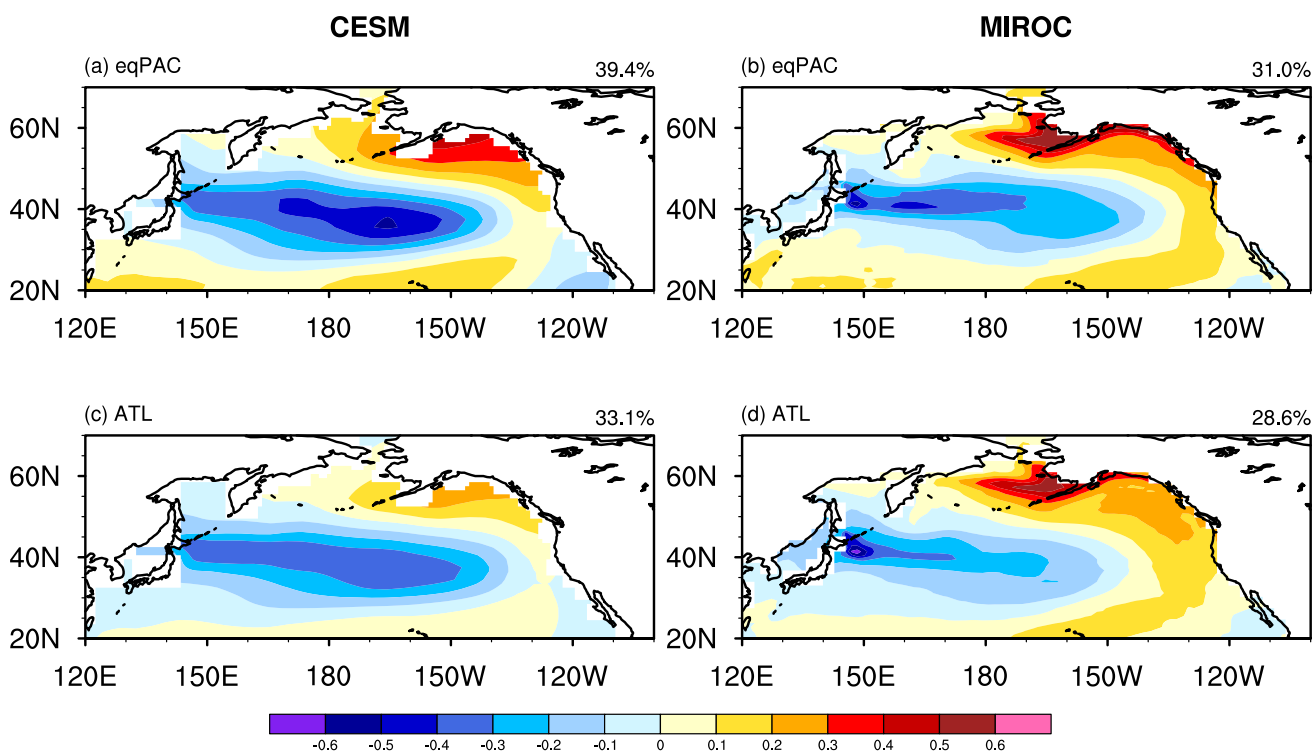 CESM MIROC
(a) eqPAC 39.4% (b) eqPAC 31.0%
60N 60N
40N 40N
20N 20N
120E 150E 180 150W 120W 120E 150E 180 150W 120W
(c) ATL 33.1% (d) ATL 28.6%
60N 60N
40N 40N
20N 20N
120E 150E 180 150W 120W 120E 150E 180 150W 120W
-0.6 -0.5 -0.4 -0.3 -0.2 -0.1 0 0.1 0.2 0.3 0.4 0.5 0.6